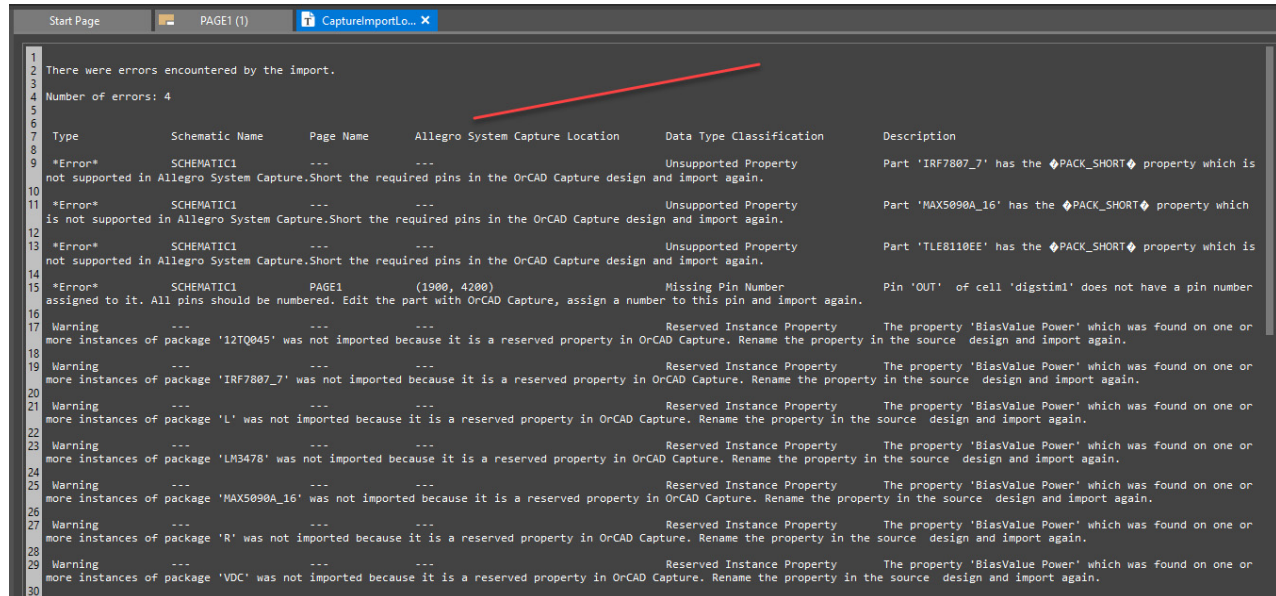 Start Page PAGE1 (1) CaptureImportLo... ×
1
2 There were errors encountered by the import.
3
4 Number of errors: 4
5
6
7 Type Schematic Name Page Name Allegro System Capture Location Data Type Classification Description
8
9 *Error* SCHEMATIC1 --- --- Unsupported Property Part 'IRF7807_7' has the �PACK_SHORT� property which is
not supported in Allegro System Capture.Short the required pins in the OrCAD Capture design and import again.
10
11 *Error* SCHEMATIC1 --- --- Unsupported Property Part 'MAX5090A_16' has the �PACK_SHORT� property which
is not supported in Allegro System Capture.Short the required pins in the OrCAD Capture design and import again.
12
13 *Error* SCHEMATIC1 --- --- Unsupported Property Part 'TLE8110EE' has the �PACK_SHORT� property which is
not supported in Allegro System Capture.Short the required pins in the OrCAD Capture design and import again.
14
15 *Error* SCHEMATIC1 PAGE1 (1900, 4200) Missing Pin Number Pin 'OUT' of cell 'digstim1' does not have a pin number
assigned to it. All pins should be numbered. Edit the part with OrCAD Capture, assign a number to this pin and import again.
16
17 Warning --- --- --- Reserved Instance Property The property 'BiasValue Power' which was found on one or
more instances of package '12TQ045' was not imported because it is a reserved property in OrCAD Capture. Rename the property in the source design and import again.
18
19 Warning --- --- --- Reserved Instance Property The property 'BiasValue Power' which was found on one or
more instances of package 'IRF7807_7' was not imported because it is a reserved property in OrCAD Capture. Rename the property in the source design and import again.
20
21 Warning --- --- --- Reserved Instance Property The property 'BiasValue Power' which was found on one or
more instances of package 'L' was not imported because it is a reserved property in OrCAD Capture. Rename the property in the source design and import again.
22
23 Warning --- --- --- Reserved Instance Property The property 'BiasValue Power' which was found on one or
more instances of package 'LM3478' was not imported because it is a reserved property in OrCAD Capture. Rename the property in the source design and import again.
24
25 Warning --- --- --- Reserved Instance Property The property 'BiasValue Power' which was found on one or
more instances of package 'MAX5090A_16' was not imported because it is a reserved property in OrCAD Capture. Rename the property in the source design and import again.
26
27 Warning --- --- --- Reserved Instance Property The property 'BiasValue Power' which was found on one or
more instances of package 'R' was not imported because it is a reserved property in OrCAD Capture. Rename the property in the source design and import again.
28
29 Warning --- --- --- Reserved Instance Property The property 'BiasValue Power' which was found on one or
more instances of package 'VDC' was not imported because it is a reserved property in OrCAD Capture. Rename the property in the source design and import again.
30